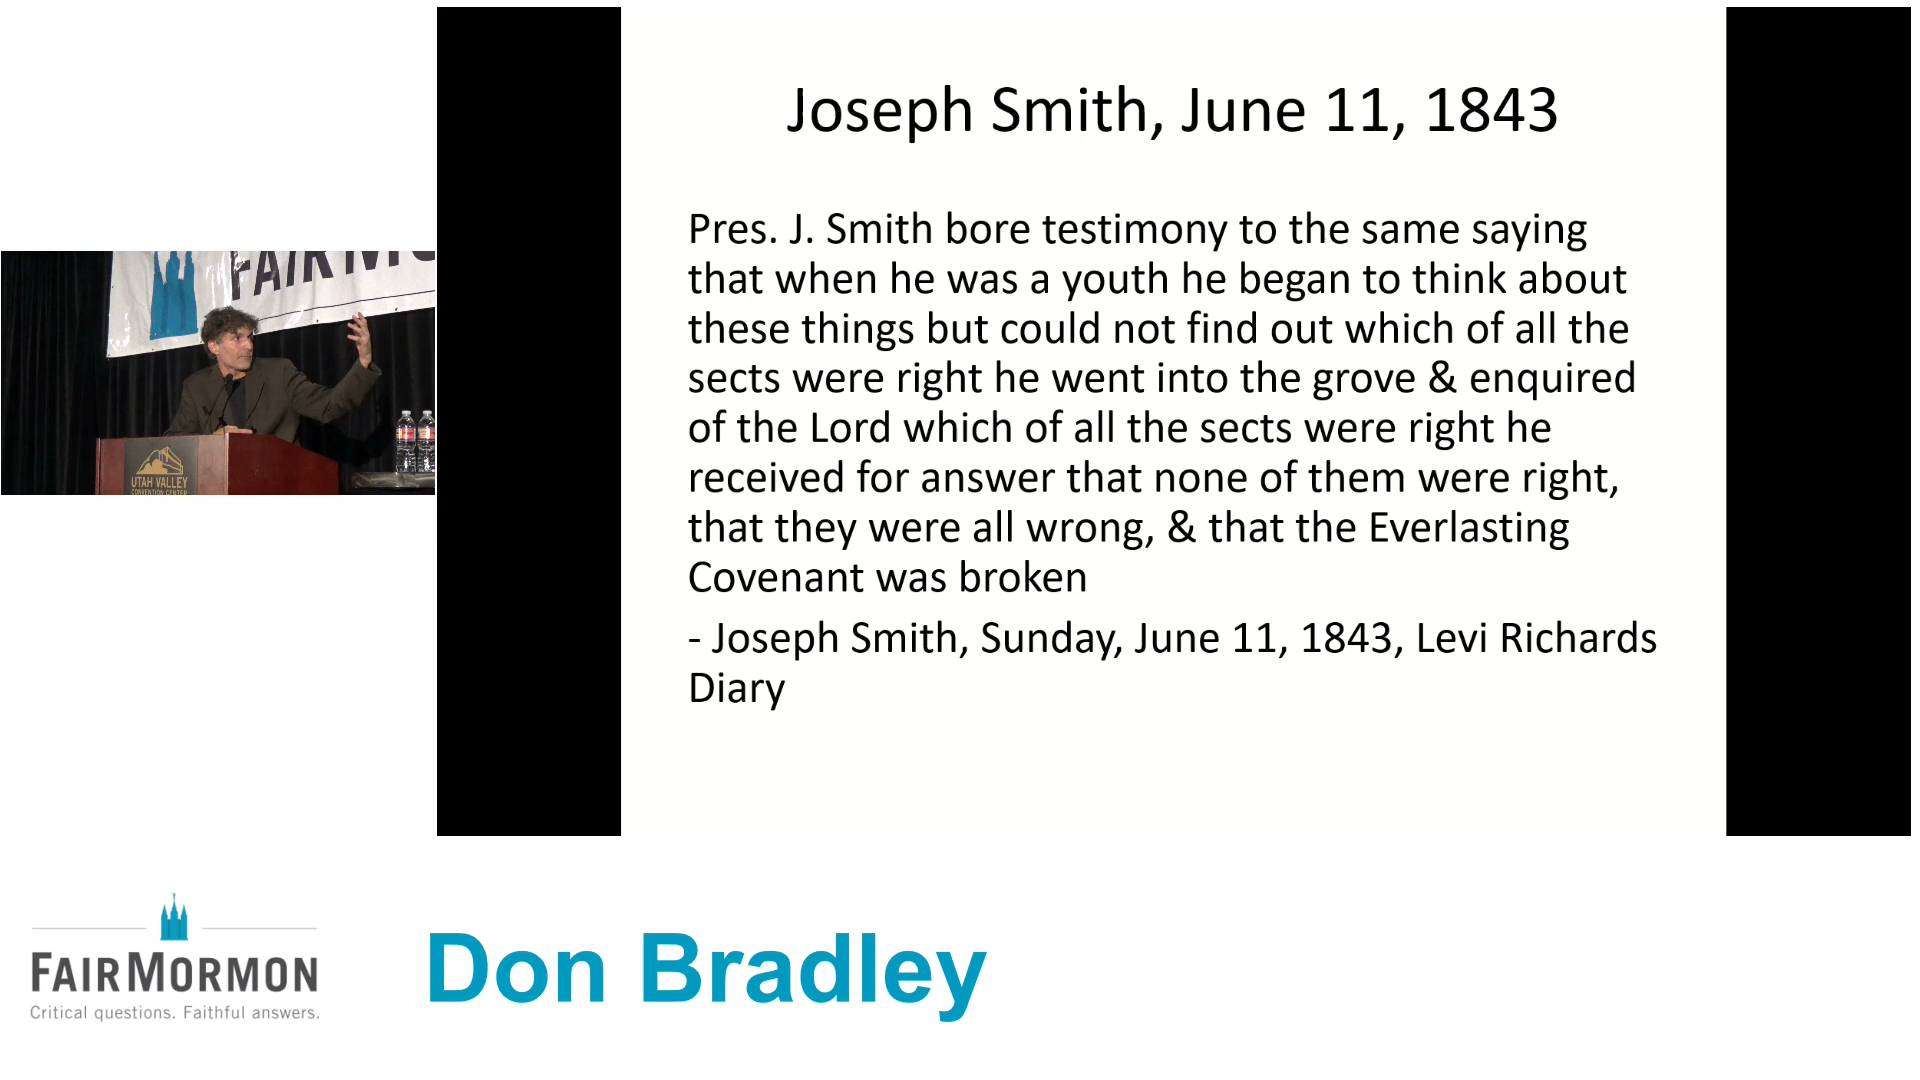 Joseph Smith, June 11, 1843
Pres. J. Smith bore testimony to the same saying
that when he was a youth he began to think about
these things but could not find out which of all the
sects were right he went into the grove & enquired
of the Lord which of all the sects were right he
received for answer that none of them were right,
that they were all wrong, & that the Everlasting
Covenant was broken
- Joseph Smith, Sunday, June 11, 1843, Levi Richards
Diary
FAIRMO
UTAH VALLEY
CONVENTION CENTER
FAIRMORMON
Critical questions. Faithful answers.
Don Bradley